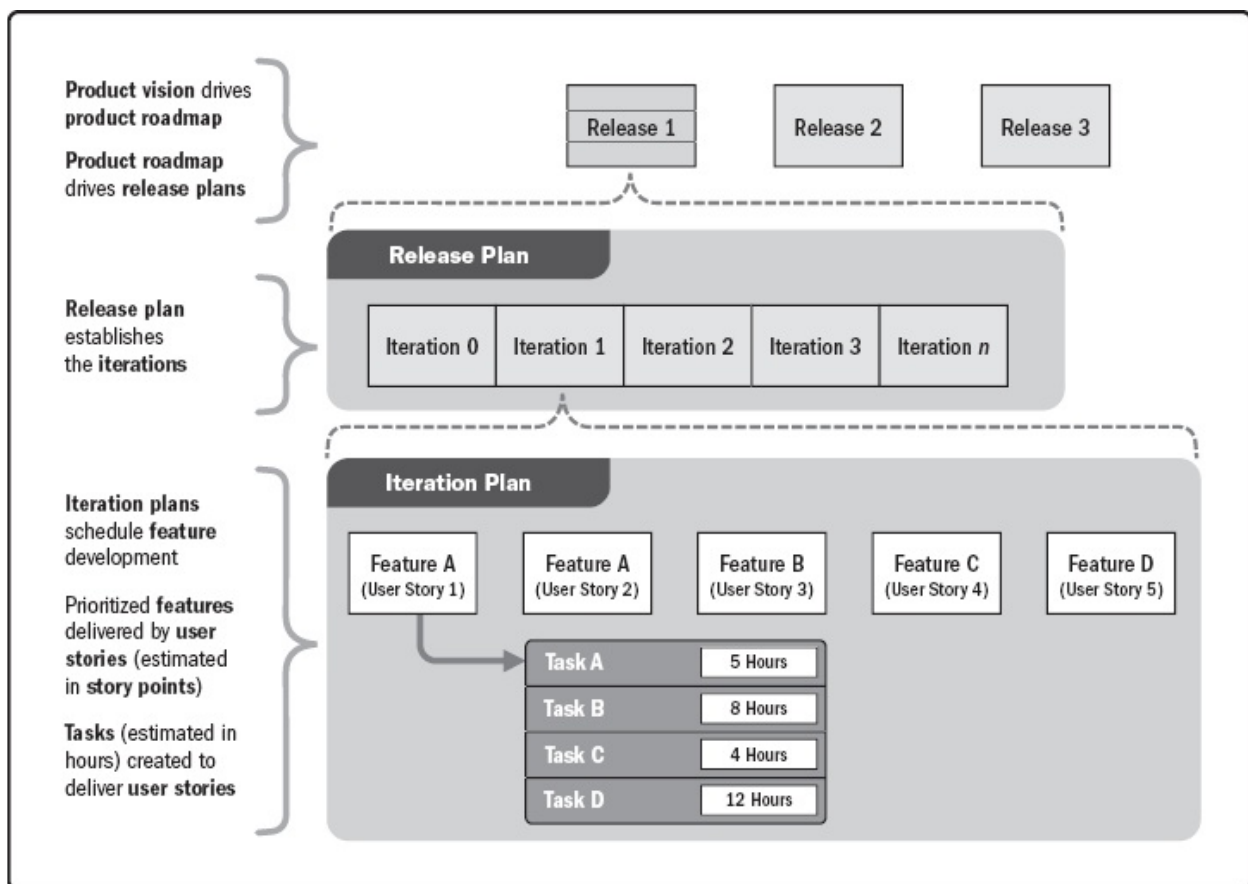 Product vision drives
product roadmap
Product roadmap
drives release plans
Release 1
Release 2
Release 3
Release Plan
Release plan
establishes
the iterations
Iteration 0
Iteration 1
Iteration 2
Iteration 3
Iteration n
Iteration Plan
Iteration plans
schedule feature
development
Prioritized features
delivered by user
stories (estimated
in story points)
Tasks (estimated in
hours) created to
deliver user stories
Feature A
(User Story 1)
Feature A
(User Story 2)
Feature B
(User Story 3)
Feature C
(User Story 4)
Feature D
(User Story 5)
Task A 5 Hours
Task B 8 Hours
Task C 4 Hours
Task D 12 Hours